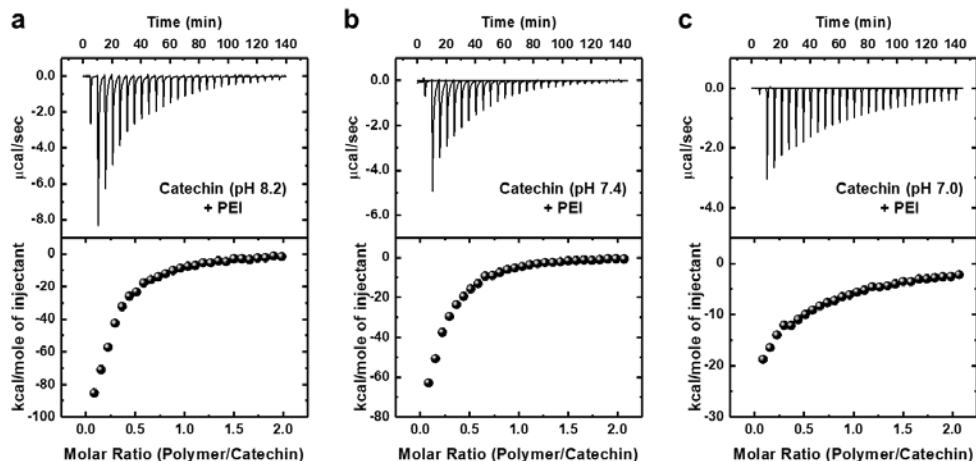 a
Time (min)
0 20 40 60 80 100 120 140
0.0
-2.0
-4.0
-6.0
-8.0
µcal/sec
Catechin (pH 8.2)
+ PEI
0
-20
-40
-60
-80
-100
kcal/mole of injectant
0.0 0.5 1.0 1.5 2.0
Molar Ratio (Polymer/Catechin)
b
Time (min)
0 20 40 60 80 100 120 140
0.0
-2.0
-4.0
-6.0
µcal/sec
Catechin (pH 7.4)
+ PEI
0
-20
-40
-60
-80
kcal/mole of injectant
0.0 0.5 1.0 1.5 2.0
Molar Ratio (Polymer/Catechin)
c
Time (min)
0 20 40 60 80 100 120 140
0.0
-2.0
-4.0
µcal/sec
Catechin (pH 7.0)
+ PEI
0
-10
-20
-30
kcal/mole of injectant
0.0 0.5 1.0 1.5 2.0
Molar Ratio (Polymer/Catechin)